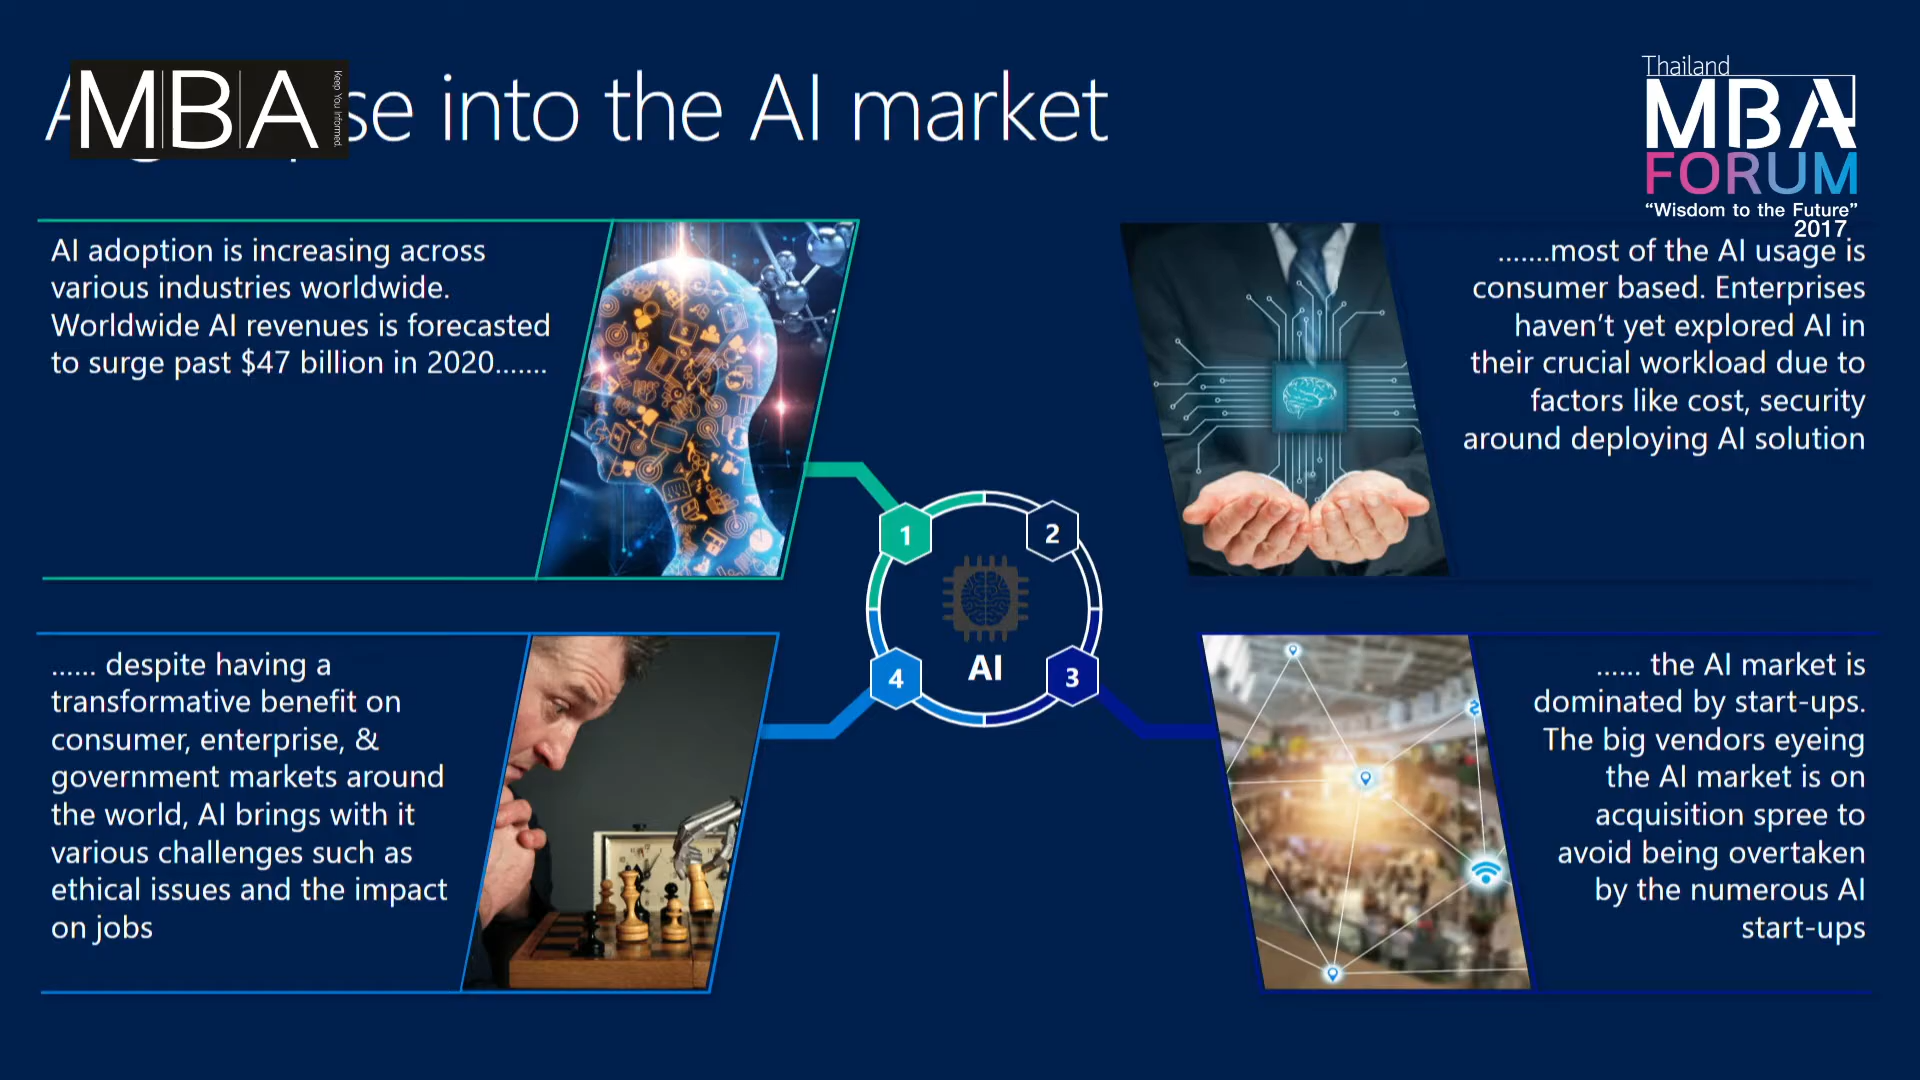 MBA
Keep You Informed.
se into the AI market
Thailand
MBA
FORUM
“Wisdom to the Future”
2017
AI adoption is increasing across
various industries worldwide.
Worldwide AI revenues is forecasted
to surge past $47 billion in 2020.......
.......most of the AI usage is
consumer based. Enterprises
haven’t yet explored AI in
their crucial workload due to
factors like cost, security
around deploying AI solution
1
2
AI
4
3
...... despite having a
transformative benefit on
consumer, enterprise, &
government markets around
the world, AI brings with it
various challenges such as
ethical issues and the impact
on jobs
...... the AI market is
dominated by start-ups.
The big vendors eyeing
the AI market is on
acquisition spree to
avoid being overtaken
by the numerous AI
start-ups